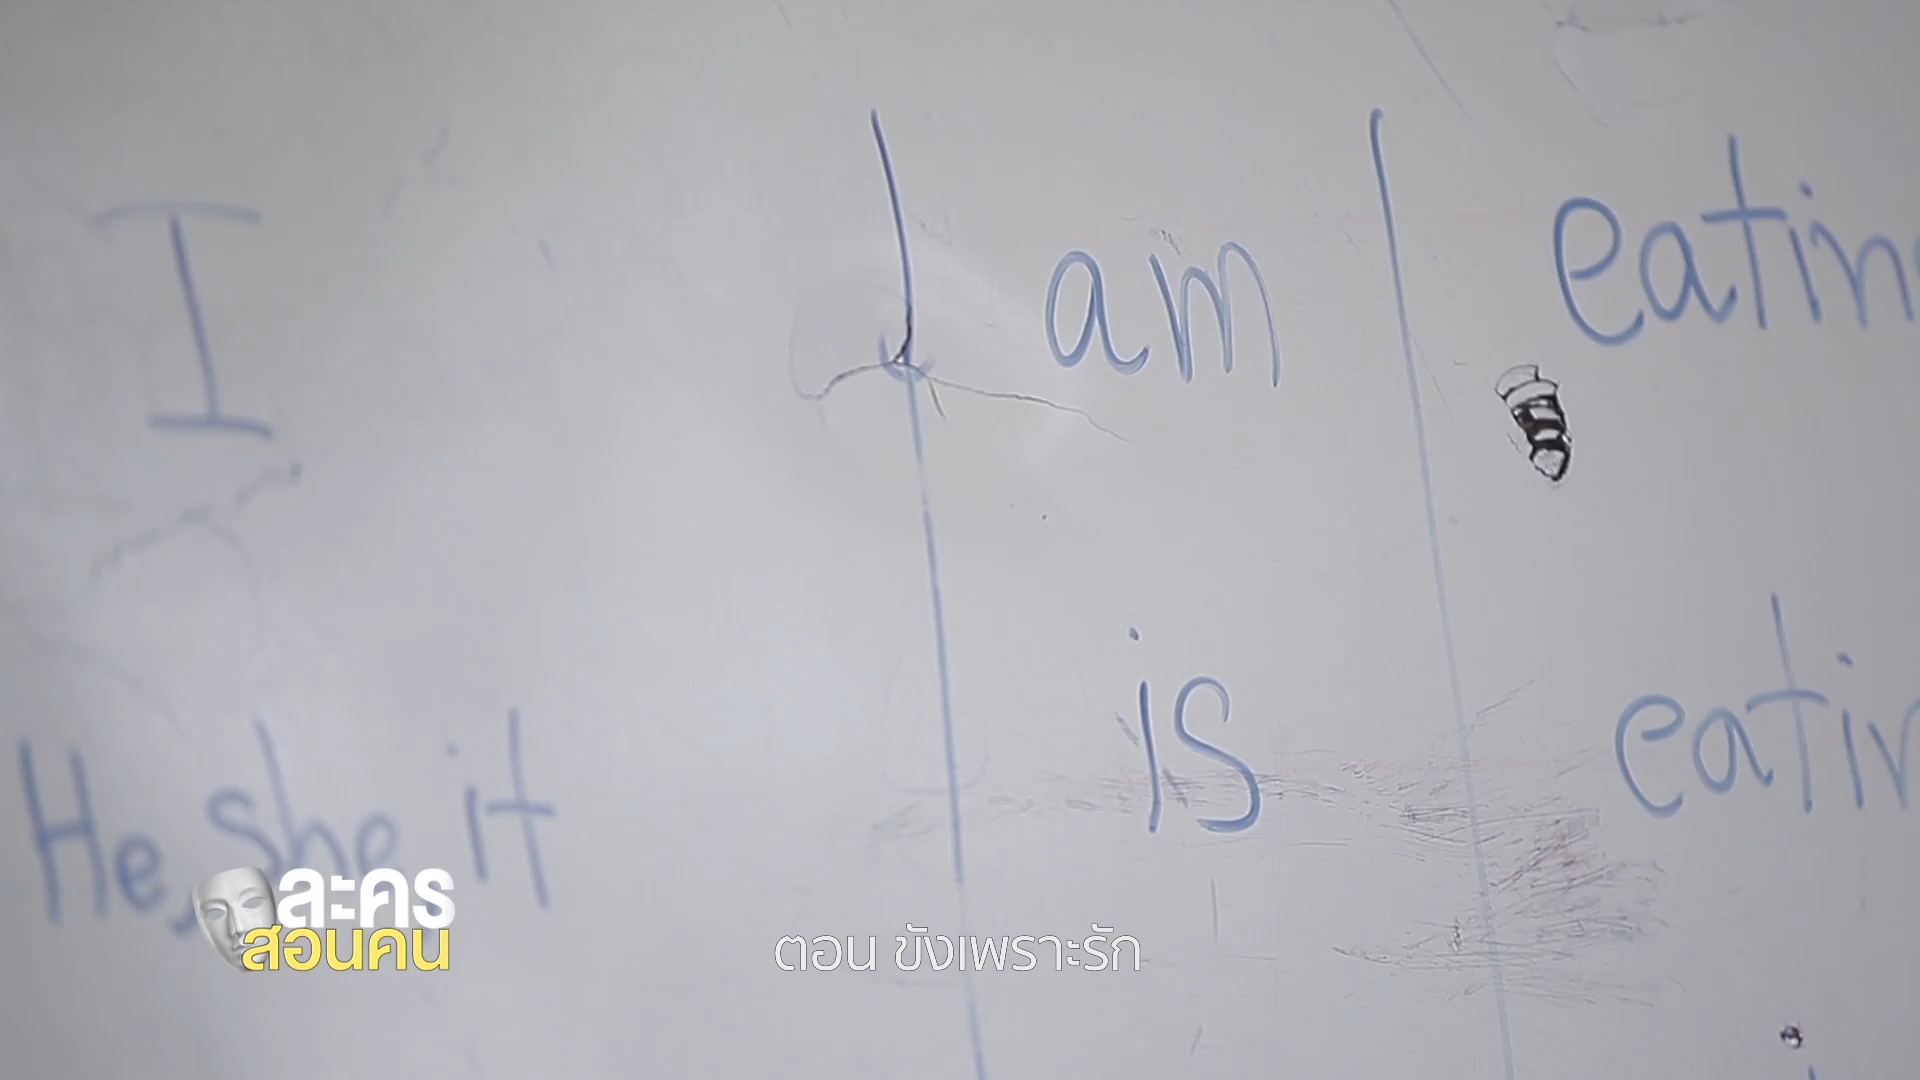 I am eatin
He, she it is eatin
ละคร
สอนคน
ตอน ขังเพราะรัก